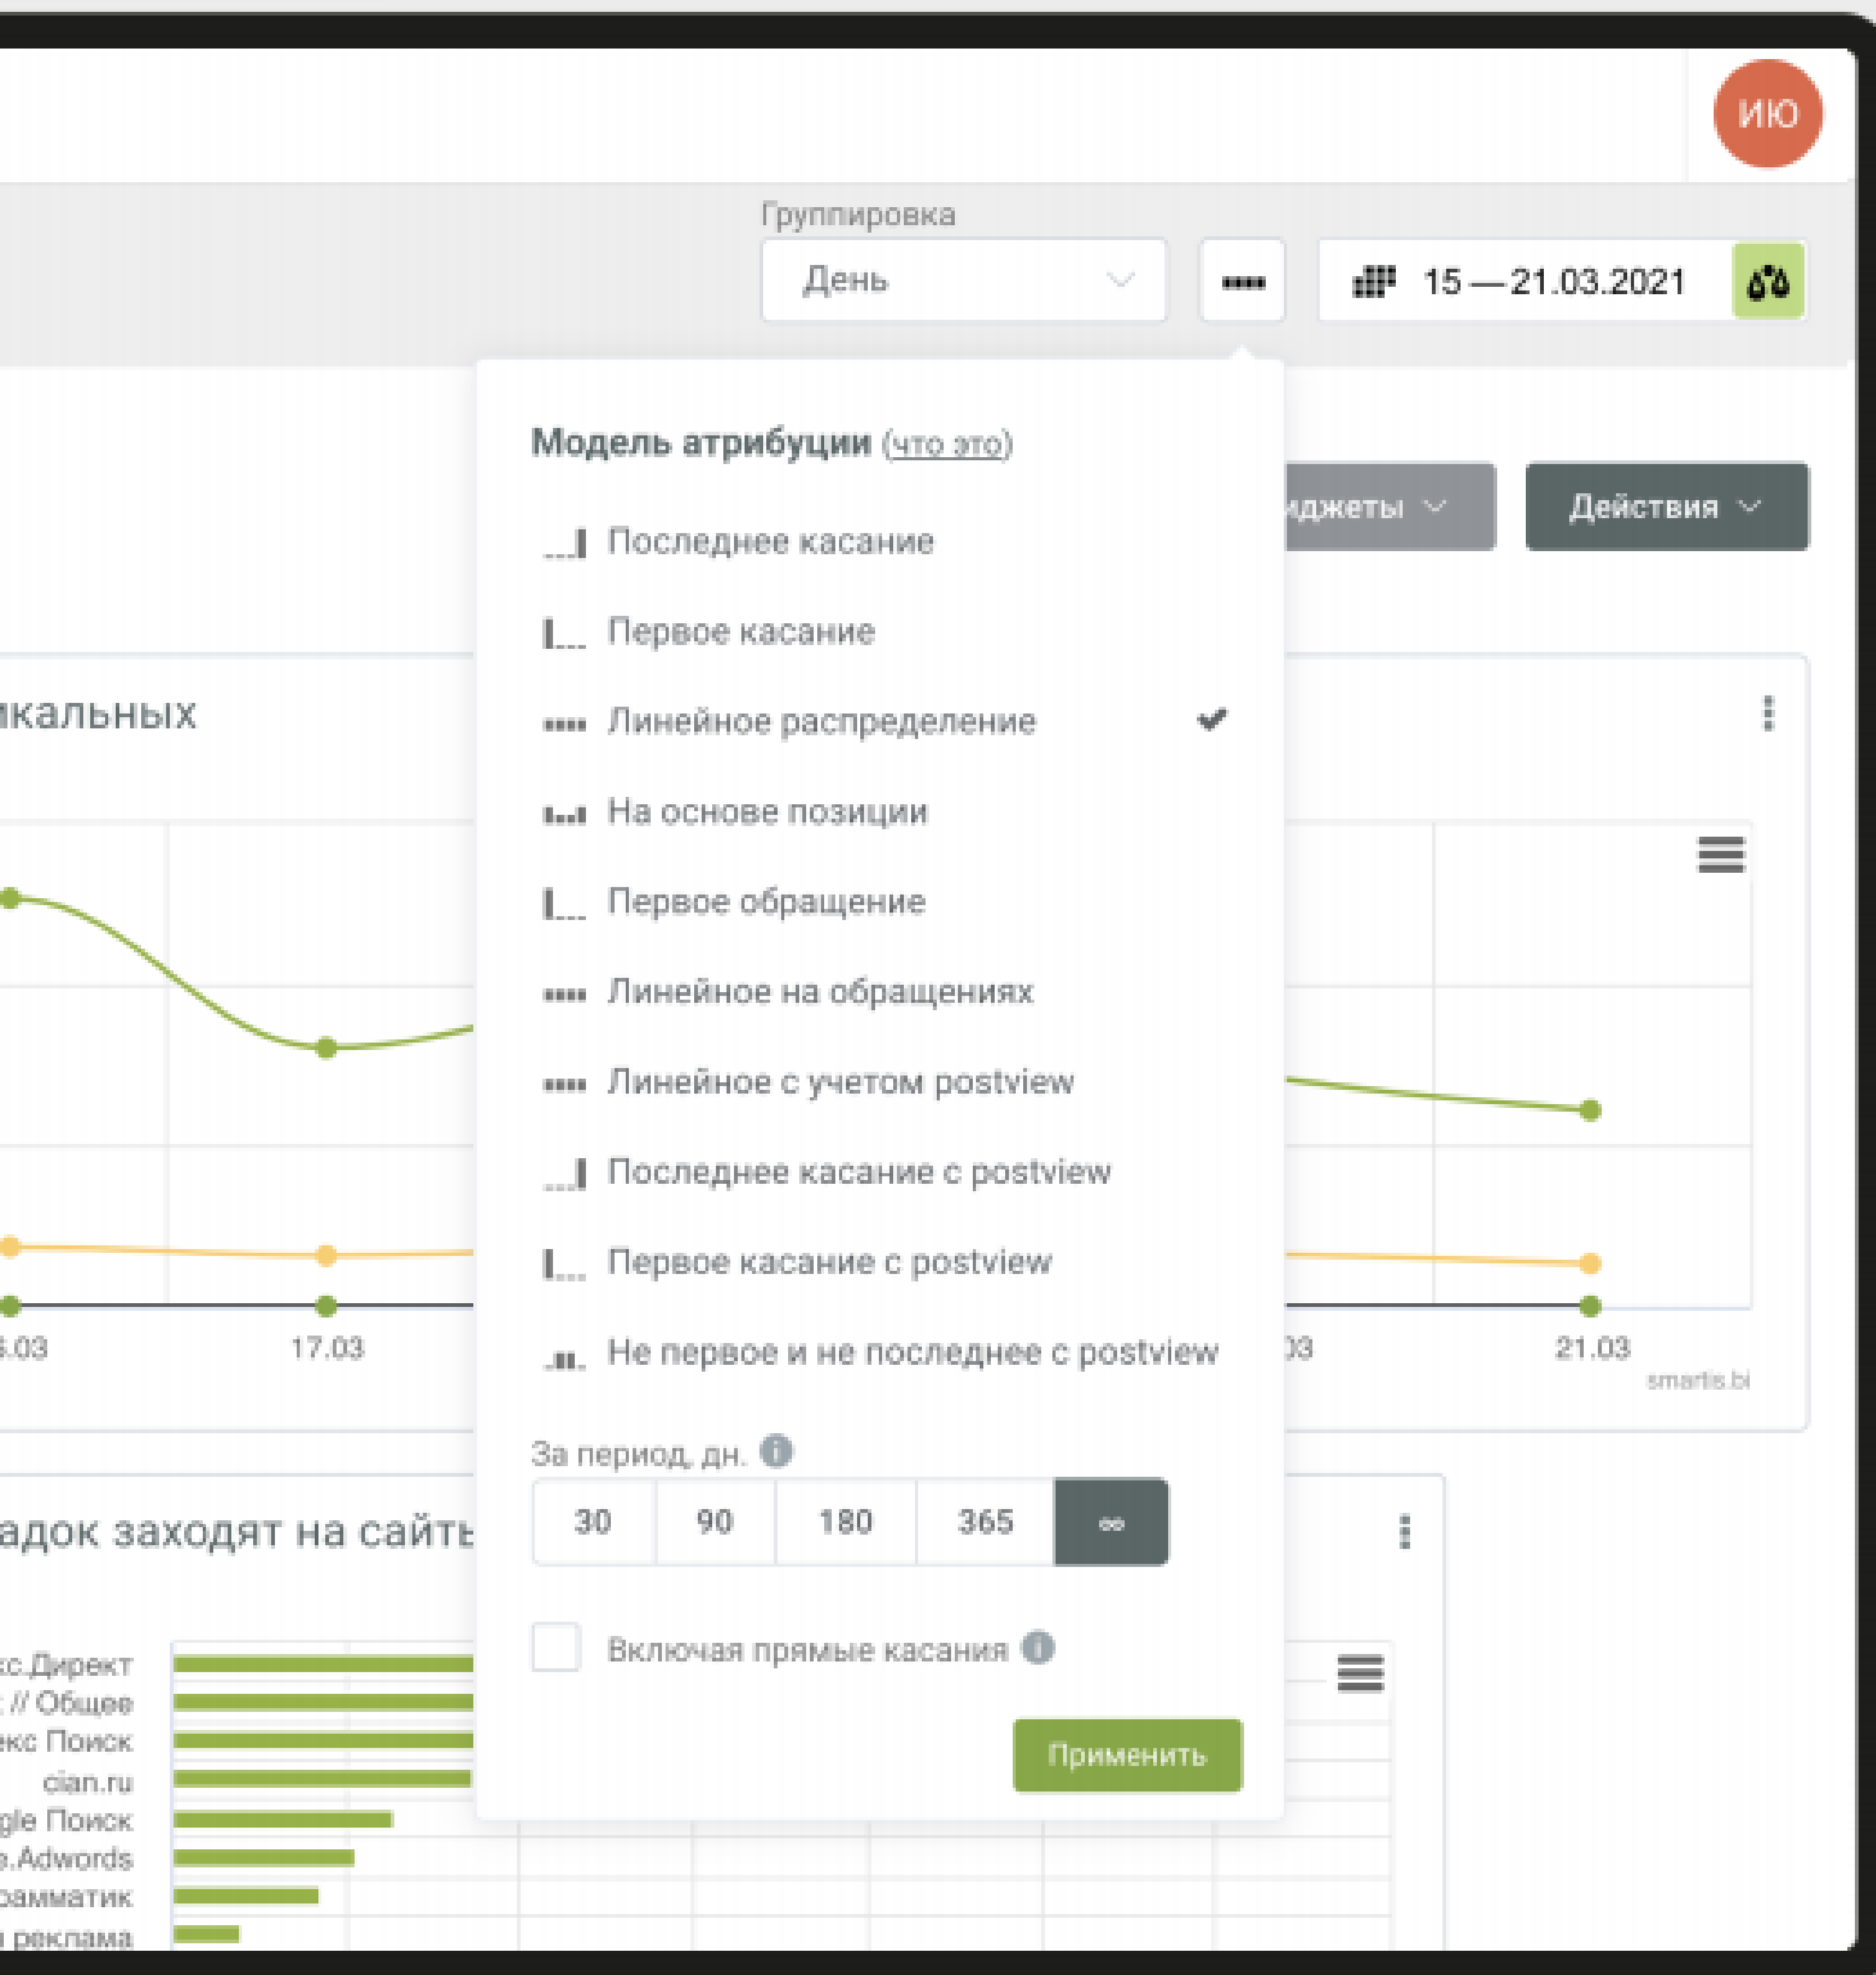 ИЮ
Группировка
День
15—21.03.2021
Модель атрибуции (что это)
иджеты
Действия
Последнее касание
Первое касание
Линейное распределение
икальных
На основе позиции
Первое обращение
Линейное на обращениях
Линейное с учетом postview
Последнее касание с postview
Первое касание с postview
Не первое и не последнее с postview
.03
17.03
03
21.03
smartis.bi
За период, дн.
30 90 180 365 ∞
адок заходят на сайть
Включая прямые касания
кс.Директ
// Общее
екс Поиск
cian.ru
gle Поиск
e.Adwords
рамматик
реклама
Применить